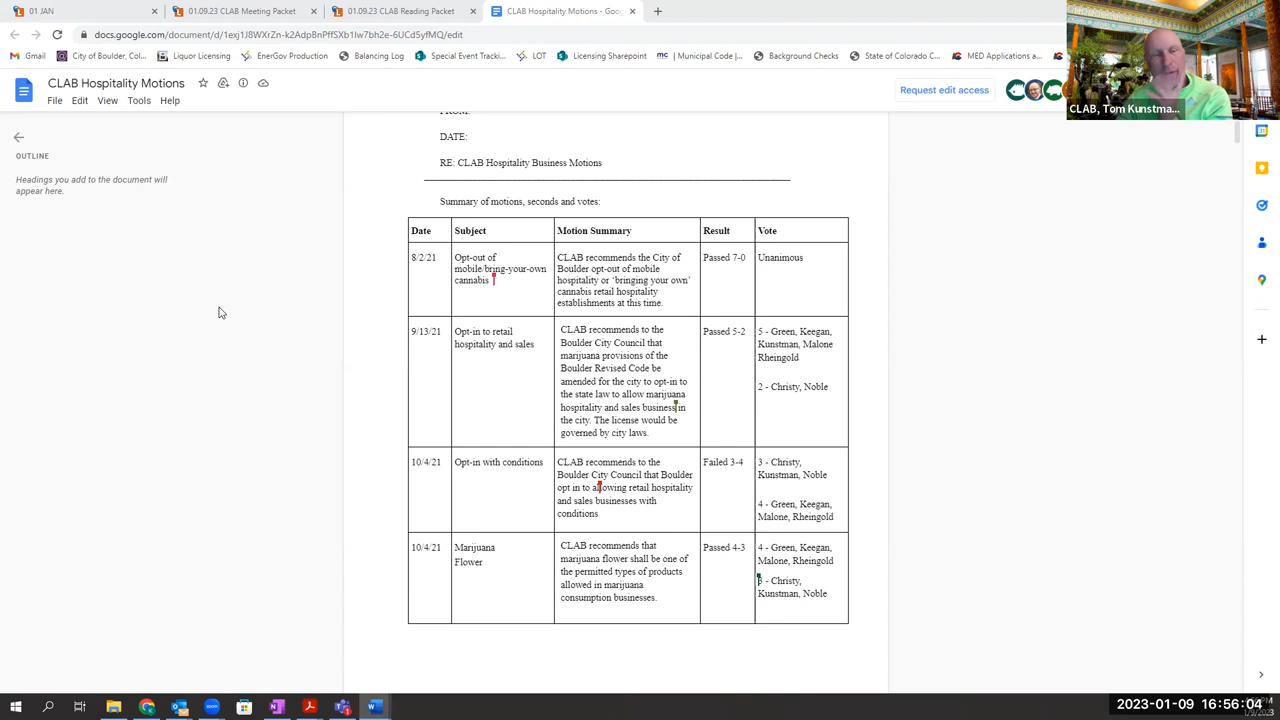 01 JAN
01.09.23 CLAB Meeting Packet
01.09.23 CLAB Reading Packet
CLAB Hospitality Motions - Goo
docs.google.com/document/d/1exj1J8WXrZn-k2AdpBnPffSXb1Iw7bh2e-6UCd5yfMQ/edit
Gmail
City of Boulder, Col...
Liquor Licensing
EnerGov Production
Balancing Log
Special Event Tracki...
LOT
Licensing Sharepoint
Municipal Code |...
Background Checks
State of Colorado C...
MED Applications a...
CLAB, Tom Kunstma...
CLAB Hospitality Motions
File Edit View Tools Help
Request edit access
OUTLINE
Headings you add to the document will
appear here.
FROM:
DATE:
RE: CLAB Hospitality Business Motions
Summary of motions, seconds and votes:
Date Subject Motion Summary Result Vote
8/2/21
Opt-out of
mobile/bring-your-own
cannabis
CLAB recommends the City of
Boulder opt-out of mobile
hospitality or ‘bringing your own’
cannabis retail hospitality
establishments at this time.
Passed 7-0
Unanimous
9/13/21
Opt-in to retail
hospitality and sales
CLAB recommends to the
Boulder City Council that
marijuana provisions of the
Boulder Revised Code be
amended for the city to opt-in to
the state law to allow marijuana
hospitality and sales business in
the city. The license would be
governed by city laws.
Passed 5-2
5 - Green, Keegan,
Kunstman, Malone
Rheingold
2 - Christy, Noble
10/4/21
Opt-in with conditions
CLAB recommends to the
Boulder City Council that Boulder
opt in to allowing retail hospitality
and sales businesses with
conditions
Failed 3-4
3 - Christy,
Kunstman, Noble
4 - Green, Keegan,
Malone, Rheingold
10/4/21
Marijuana
Flower
CLAB recommends that
marijuana flower shall be one of
the permitted types of products
allowed in marijuana
consumption businesses.
Passed 4-3
4 - Green, Keegan,
Malone, Rheingold
3 - Christy,
Kunstman, Noble
2023-01-09 16:56:04